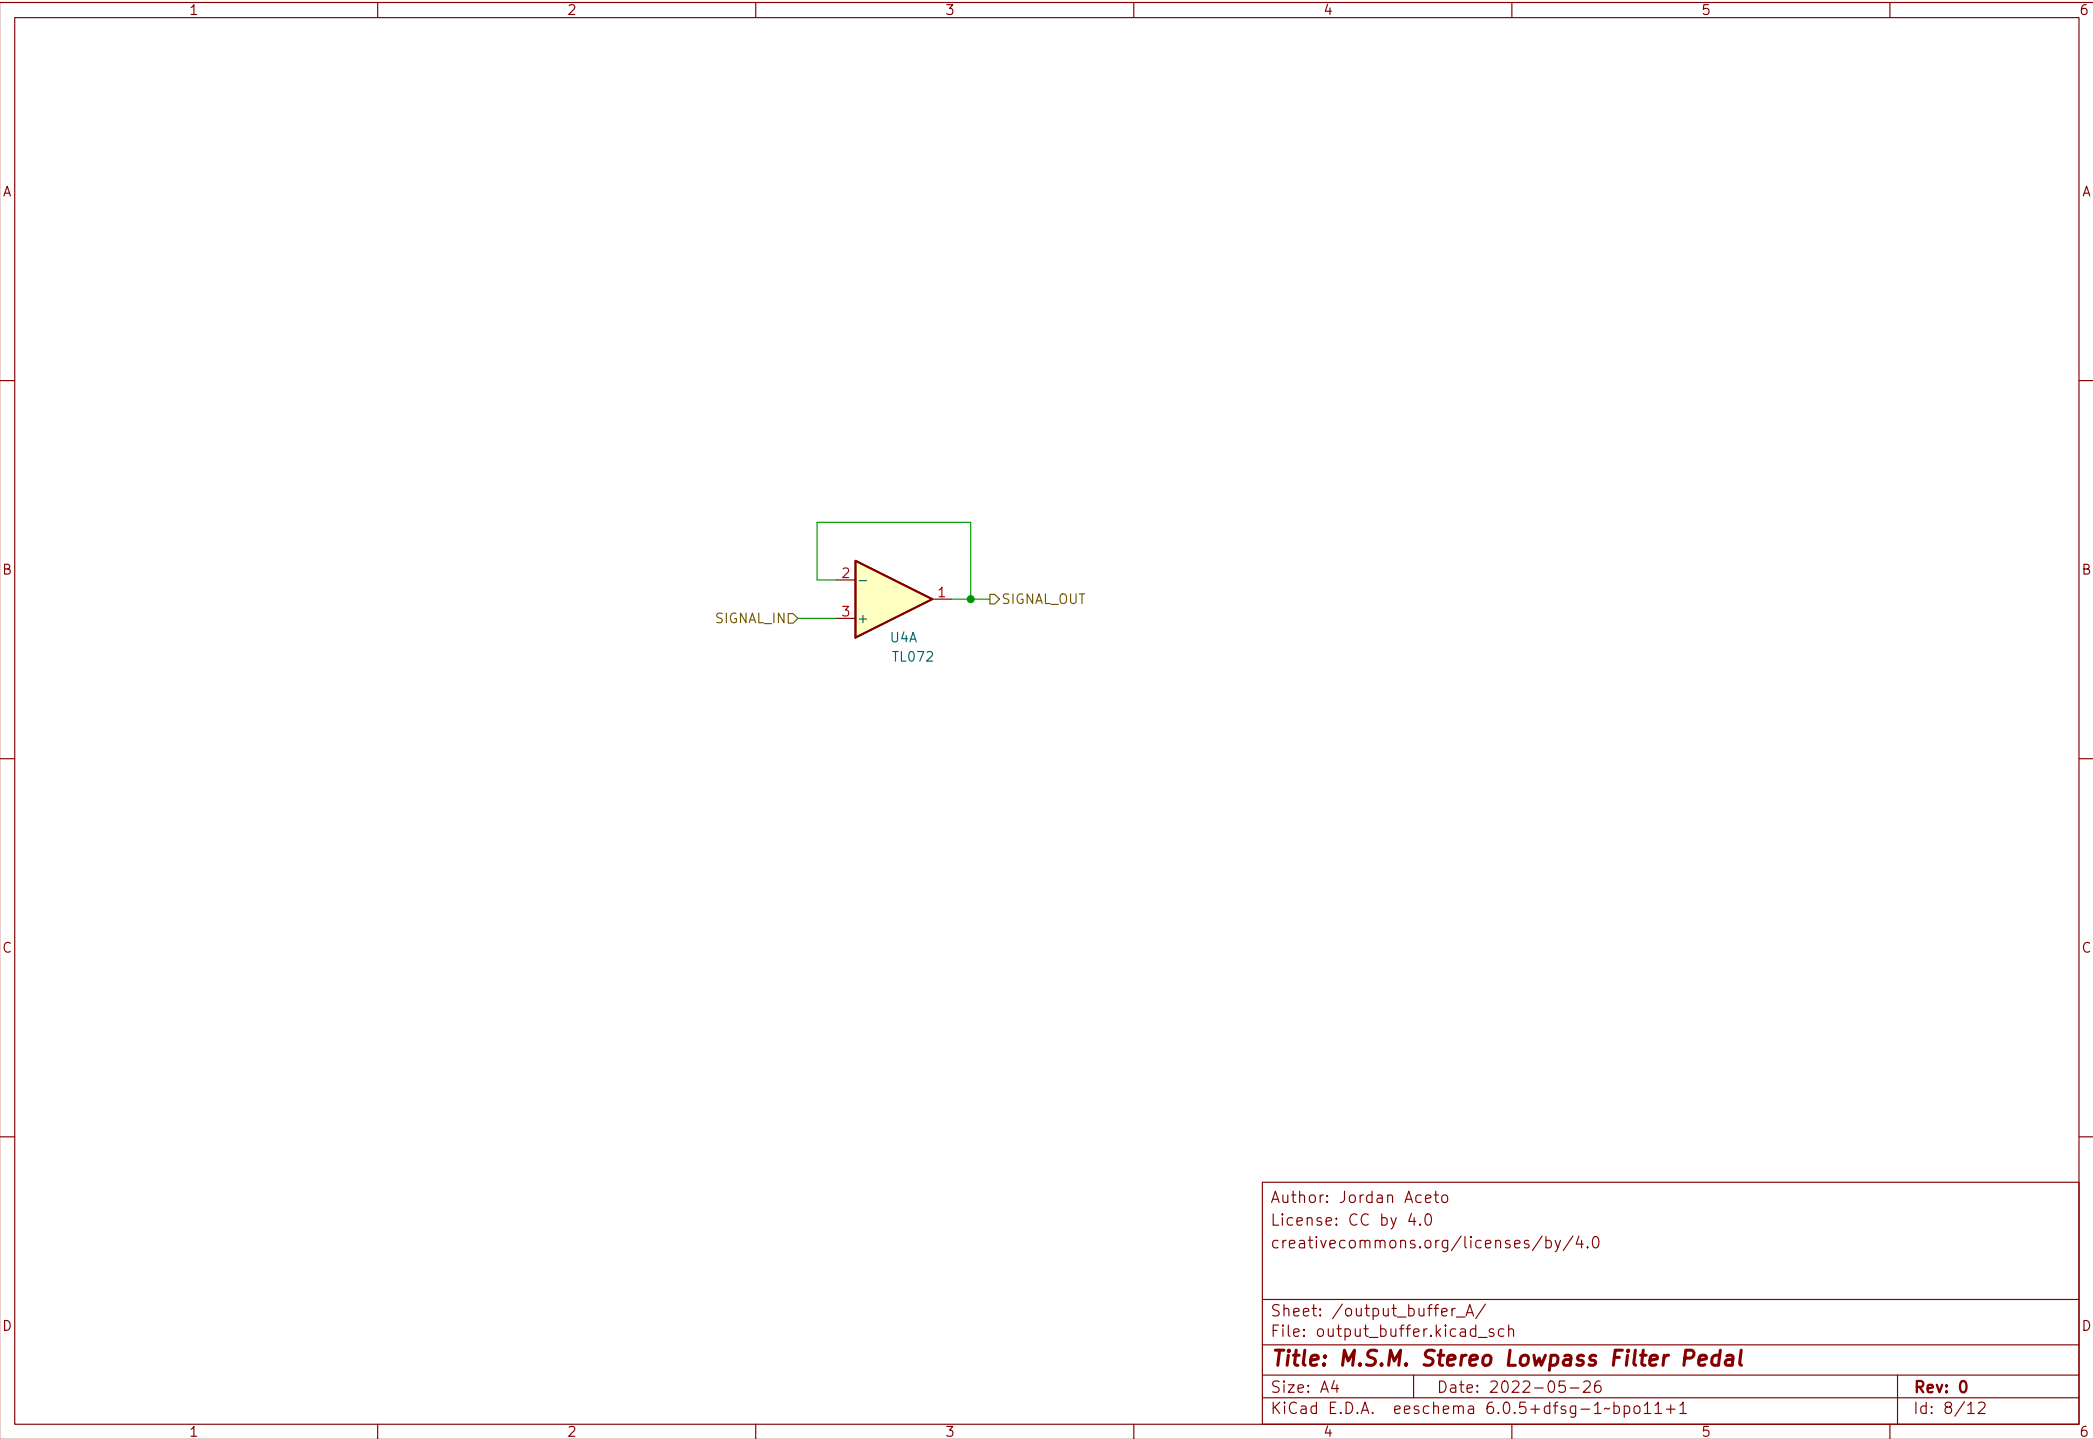 1 2 3 4 5 6
A A
2
1
SIGNAL_OUT
B B
3
SIGNAL_IN
− +
U4A
TL072
C C
Author: Jordan Aceto
License: CC by 4.0
creativecommons.org/licenses/by/4.0
Sheet: /output_buffer_A/
D D
File: output_buffer.kicad_sch
Title: M.S.M. Stereo Lowpass Filter Pedal
Size: A4 Date: 2022-05-26 Rev: 0
KiCad E.D.A. eeschema 6.0.5+dfsg-1~bpo11+1 Id: 8/12
1 2 3 4 5 6